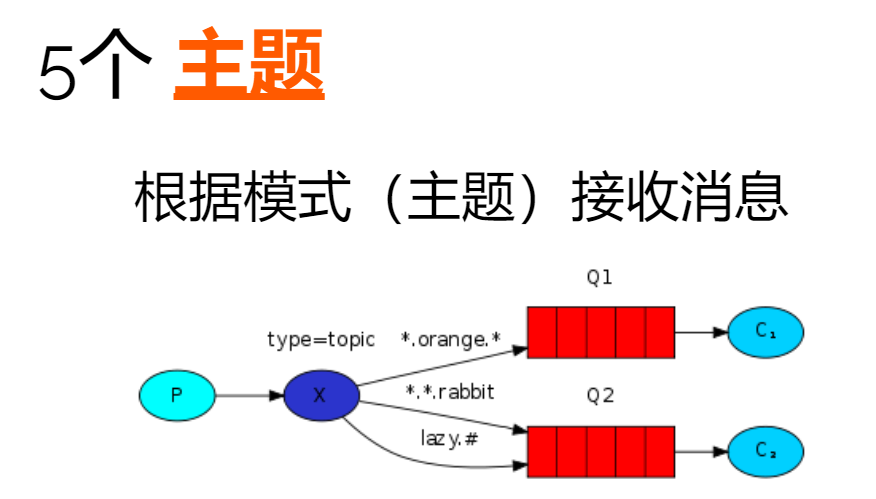 5个 主题
根据模式（主题）接收消息
Q1
C₁
type=topic *.orange.*
P
X
*.*.rabbit
Q2
lazy.#
C₂